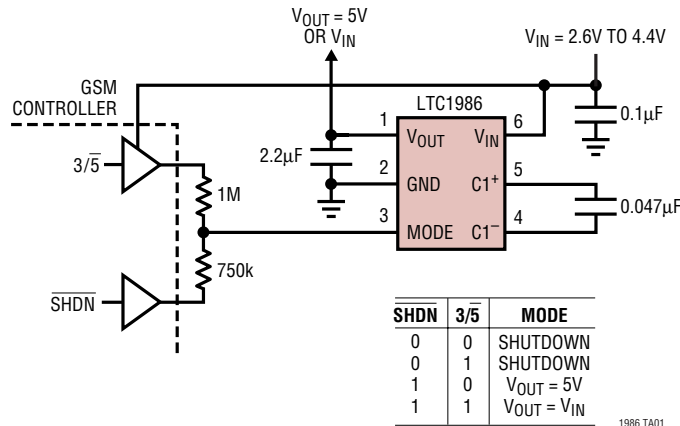 V_OUT = 5V
OR V_IN
V_IN = 2.6V TO 4.4V
GSM
CONTROLLER
LTC1986
1
6
V_OUT
V_IN
0.1µF
3/5̅
2.2µF
2
5
GND
C1⁺
1M
3
4
0.047µF
MODE
C1⁻
750k
S̅H̅D̅N̅
S̅H̅D̅N̅ 3/5̅ MODE
0 0 SHUTDOWN
0 1 SHUTDOWN
1 0 V_OUT = 5V
1 1 V_OUT = V_IN
1986 TA01